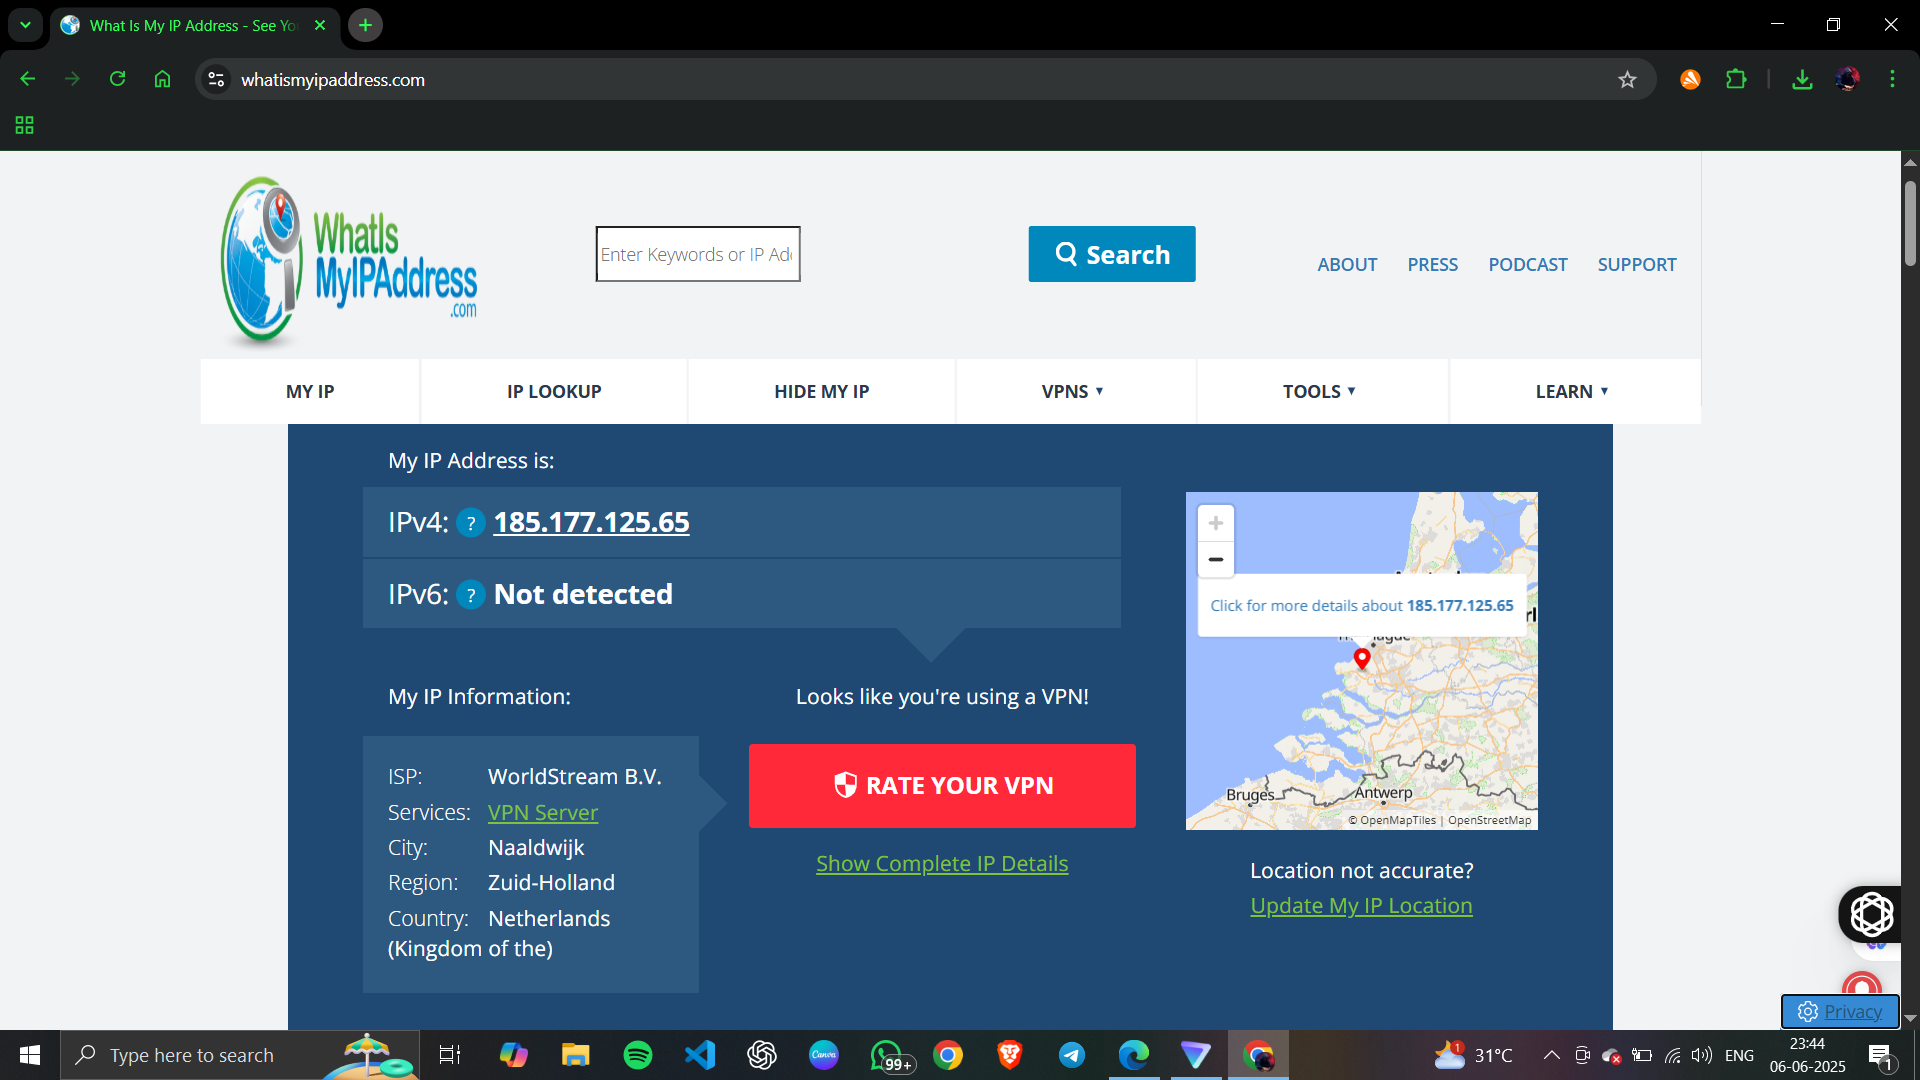 What Is My IP Address - See Yo
whatismyipaddress.com
WhatIs
MyIPAddress
.com
Enter Keywords or IP Add
Search
ABOUT PRESS PODCAST SUPPORT
MY IP IP LOOKUP HIDE MY IP VPNS ▼ TOOLS ▼ LEARN ▼
My IP Address is:
IPv4: ? 185.177.125.65
IPv6: ? Not detected
Click for more details about 185.177.125.65
Bruges
Antwerp
© OpenMapTiles | OpenStreetMap
My IP Information:
ISP: WorldStream B.V.
Services: VPN Server
City: Naaldwijk
Region: Zuid-Holland
Country: Netherlands
(Kingdom of the)
Looks like you're using a VPN!
RATE YOUR VPN
Show Complete IP Details
Location not accurate?
Update My IP Location
Privacy
Type here to search
Canva
99+
1
31°C
ENG
23:44
06-06-2025
1